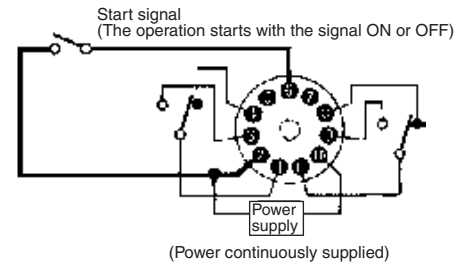 Start signal
(The operation starts with the signal ON or OFF)
Power
supply
(Power continuously supplied)